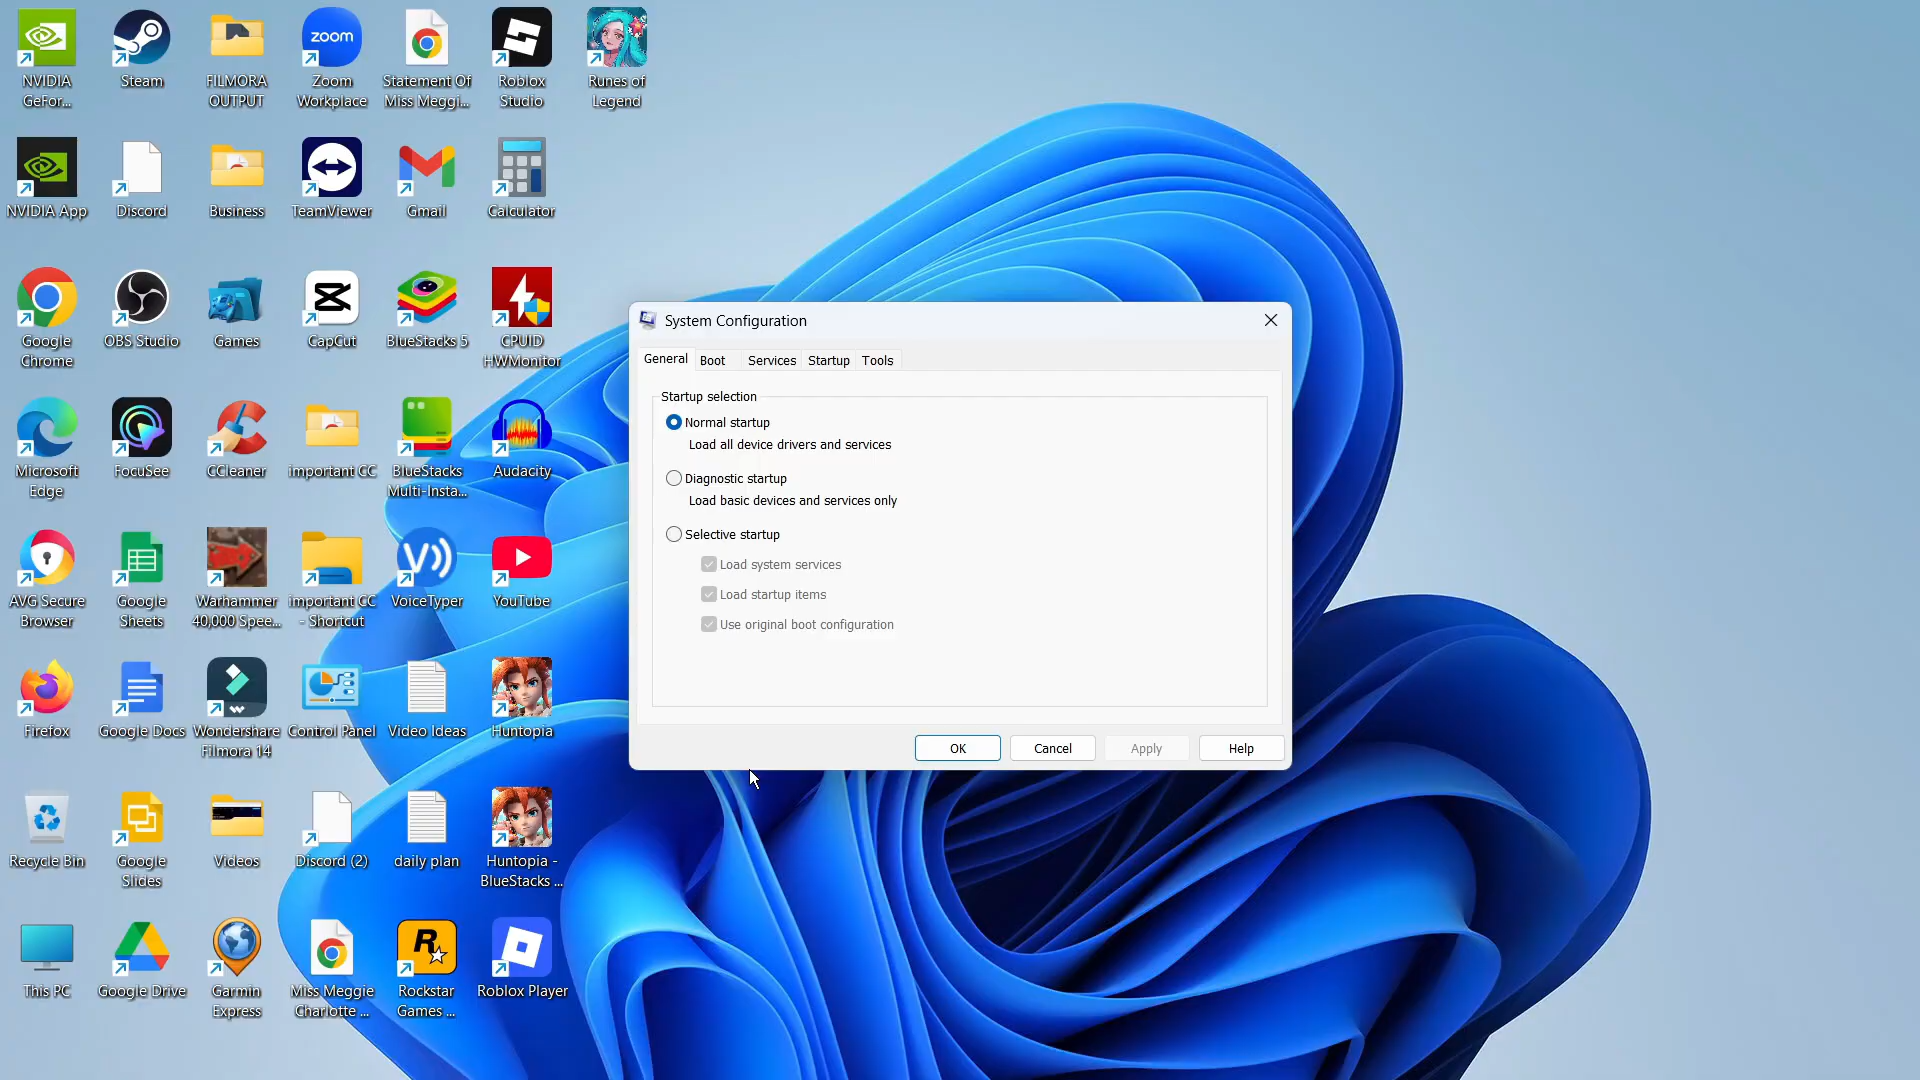 NVIDIA
GeFor...
Steam
FILMORA
OUTPUT
zoom
Zoom
Workplace
Statement Of
Miss Meggi...
Roblox
Studio
Runes of
Legend
NVIDIA App
Discord
Business
TeamViewer
Gmail
Calculator
Google
Chrome
OBS Studio
Games
CapCut
BlueStacks 5
CPUID
HWMonitor
Microsoft
Edge
FocuSee
CCleaner
important CC
BlueStacks
Multi-Insta...
Audacity
AVG Secure
Browser
Google
Sheets
Warhammer
40,000 Spee...
important CC
- Shortcut
VoiceTyper
YouTube
Firefox
Google Docs
Wondershare
Filmora 14
Control Panel
Video Ideas
Huntopia
Recycle Bin
Google
Slides
Videos
Discord (2)
daily plan
Huntopia -
BlueStacks ...
This PC
Google Drive
Garmin
Express
Miss Meggie
Charlotte ...
Rockstar
Games ...
Roblox Player
System Configuration
General Boot Services Startup Tools
Startup selection
Normal startup
Load all device drivers and services
Diagnostic startup
Load basic devices and services only
Selective startup
Load system services
Load startup items
Use original boot configuration
OK Cancel Apply Help